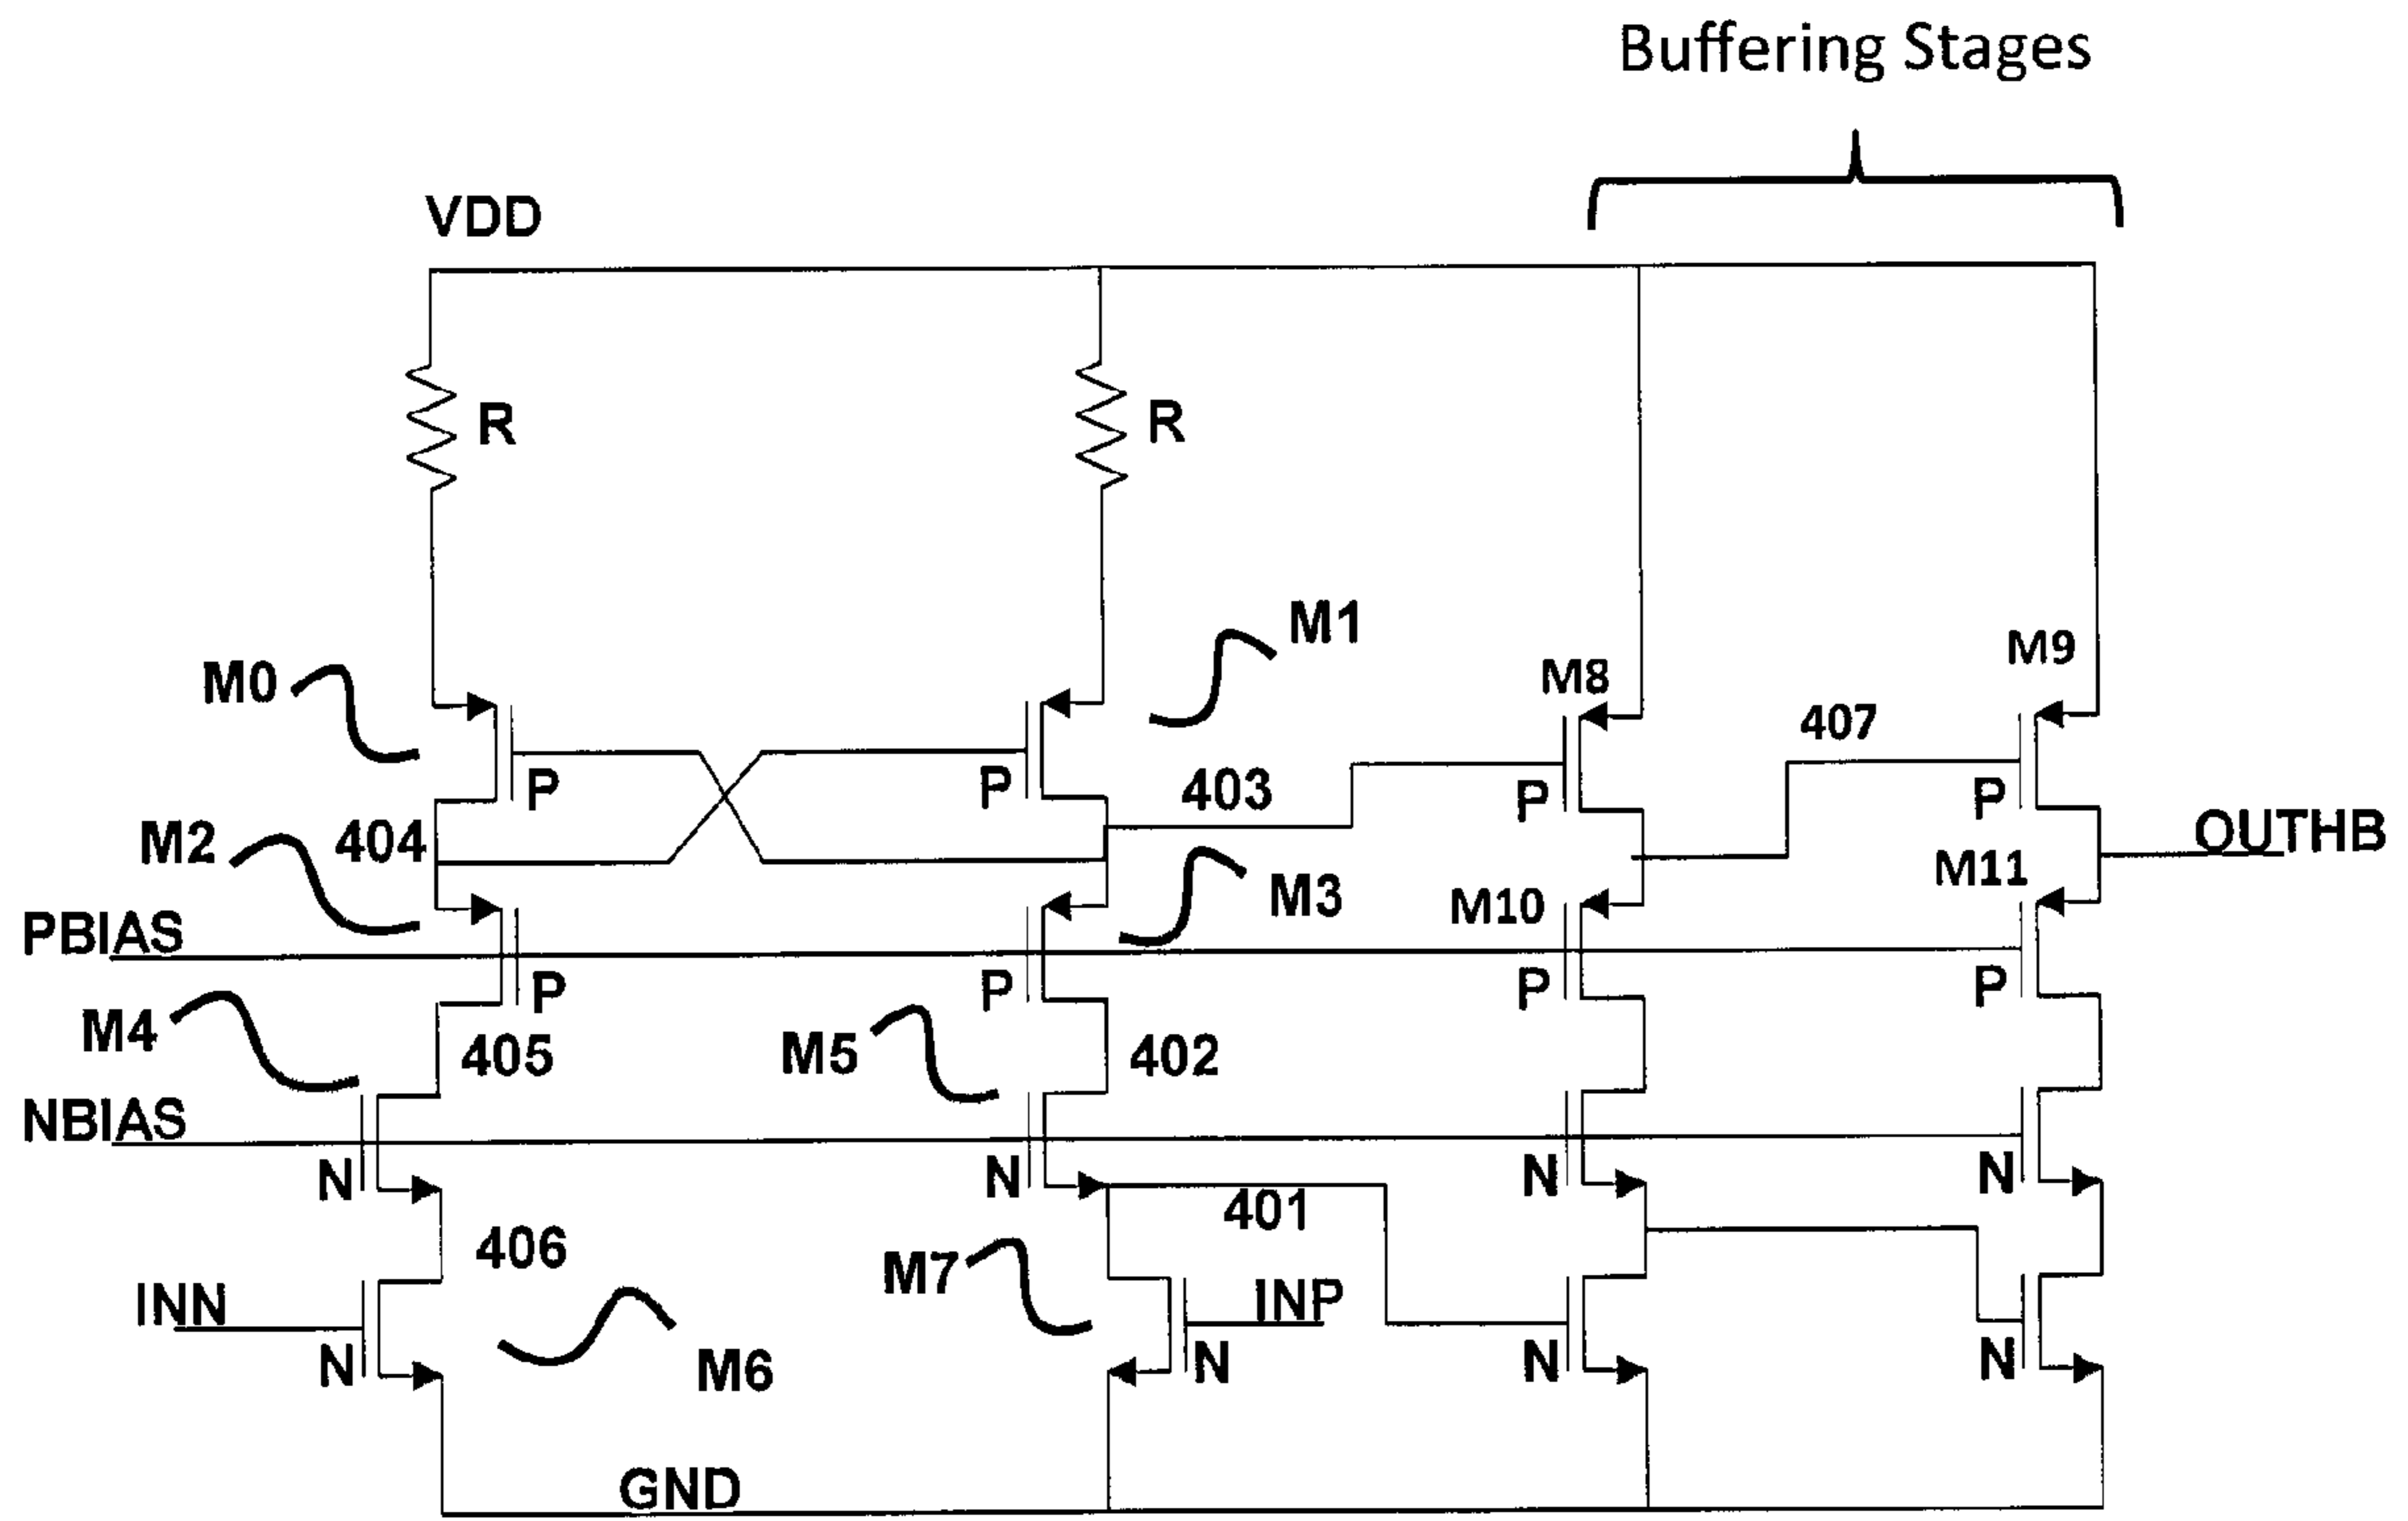 Buffering Stages
VDD
R
R
M1
M0
M8
M9
407
P
P
403
P
P
M2
404
OUTHB
M3
M10
M11
PBIAS
P
P
P
P
M4
405
M5
402
NBIAS
N
N
N
N
401
406
M7
INN
INP
N
M6
N
N
N
GND